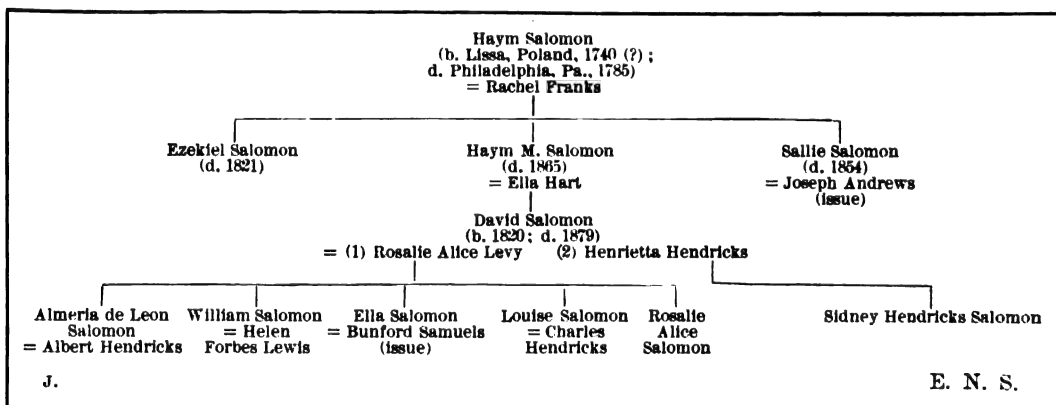 Haym Salomon
(b. Lissa, Poland, 1740 (?);
d. Philadelphia, Pa., 1785)
= Rachel Franks
Ezekiel Salomon
(d. 1821)
Haym M. Salomon
(d. 1865)
= Ella Hart
Sallie Salomon
(d. 1854)
= Joseph Andrews
(issue)
David Salomon
(b. 1820; d. 1879)
= (1) Rosalie Alice Levy (2) Henrietta Hendricks
Almeria de Leon
Salomon
= Albert Hendricks
William Salomon
= Helen
Forbes Lewis
Ella Salomon
= Bunford Samuels
(issue)
Louise Salomon
= Charles
Hendricks
Rosalie
Alice
Salomon
Sidney Hendricks Salomon
J.
E. N. S.